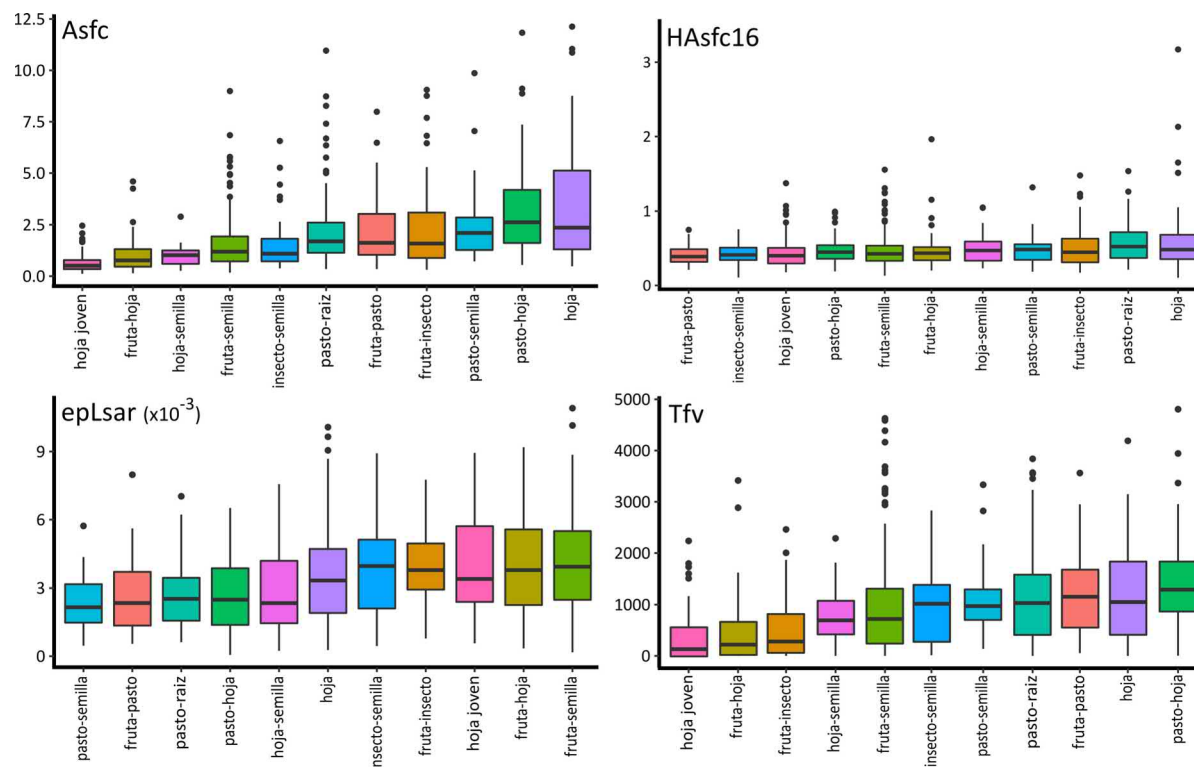 Asfc
12.5
10.0
7.5
5.0
2.5
0.0
hoja joven
fruta-hoja
hoja-semilla
fruta-semilla
insecto-semilla
pasto-raiz
fruta-pasto
fruta-insecto
pasto-semilla
pasto-hoja
hoja
HAsfc16
3
2
1
0
fruta-pasto
insecto-semilla
hoja joven
pasto-hoja
fruta-semilla
fruta-hoja
hoja-semilla
pasto-semilla
fruta-insecto
pasto-raiz
hoja
epLsar (x10⁻³)
9
6
3
0
pasto-semilla
fruta-pasto
pasto-raiz
pasto-hoja
hoja-semilla
hoja
nsecto-semilla
fruta-insecto
hoja joven
fruta-hoja
fruta-semilla
Tfv
5000
4000
3000
2000
1000
0
hoja joven
fruta-hoja
fruta-insecto
hoja-semilla
fruta-semilla
insecto-semilla
pasto-semilla
pasto-raiz
fruta-pasto
hoja
pasto-hoja